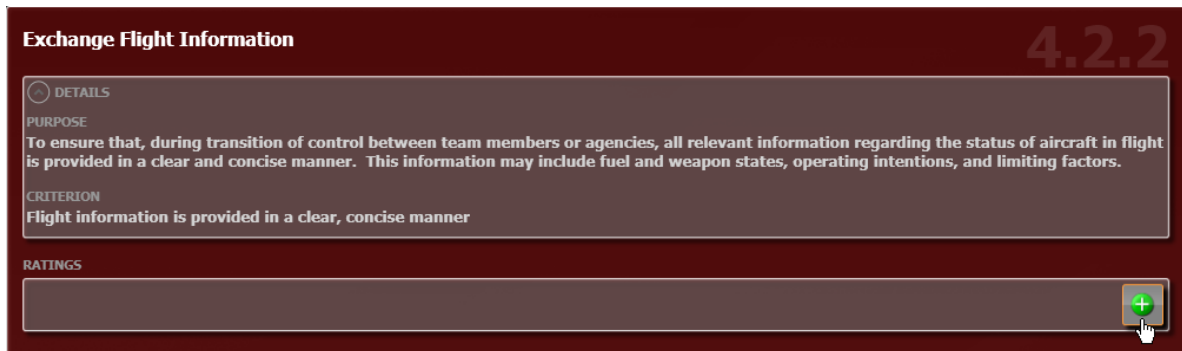 Exchange Flight Information
4.2.2
DETAILS
PURPOSE
To ensure that, during transition of control between team members or agencies, all relevant information regarding the status of aircraft in flight
is provided in a clear and concise manner.  This information may include fuel and weapon states, operating intentions, and limiting factors.
CRITERION
Flight information is provided in a clear, concise manner
RATINGS